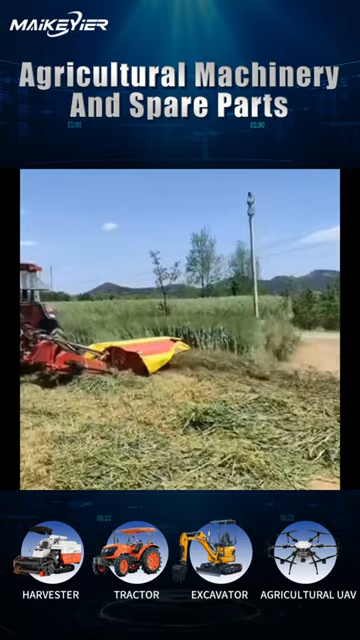 MAIKEYIER
Agricultural Machinery
And Spare Parts
HARVESTER
TRACTOR
EXCAVATOR
AGRICULTURAL UAV